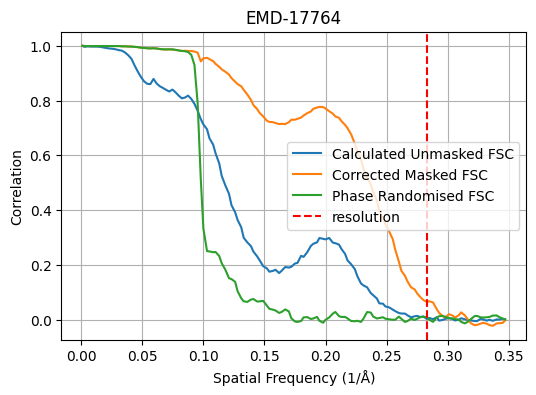 EMD-17764
1.0
0.8
0.6
0.4
0.2
0.0
Correlation
Calculated Unmasked FSC
Corrected Masked FSC
Phase Randomised FSC
resolution
0.00 0.05 0.10 0.15 0.20 0.25 0.30 0.35
Spatial Frequency (1/Å)